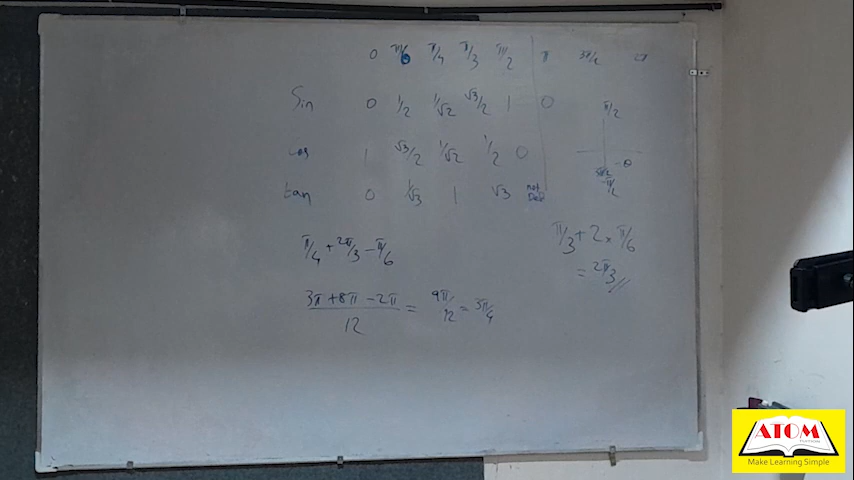 0 π/6 π/4 π/3 π/2 π 3π/2
Sin 0 1/2 1/√2 √3/2 1 0
cos 1 √3/2 1/√2 1/2 0
tan 0 1/√3 1 √3 not
π/2
-θ
-π/2
π/4 + 2π/3 - π/6
3π + 8π - 2π / 12 = 9π/12 = 3π/4
π/3 + 2 × π/6
= 2π/3 //
ATOM
Make Learning Simple